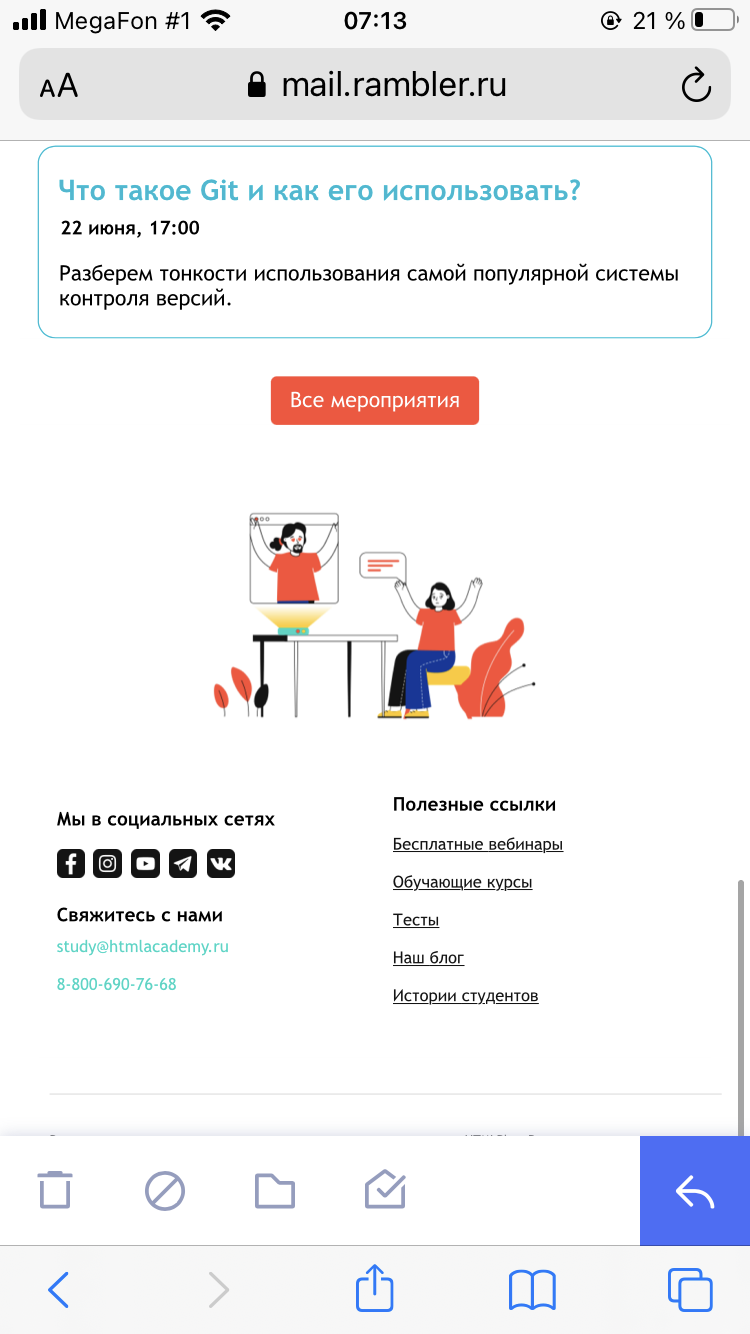 MegaFon #1
07:13
21 %
AA
mail.rambler.ru
Что такое Git и как его использовать?
22 июня, 17:00
Разберем тонкости использования самой популярной системы
контроля версий.
Все мероприятия
Мы в социальных сетях
Свяжитесь с нами
study@htmlacademy.ru
8-800-690-76-68
Полезные ссылки
Бесплатные вебинары
Обучающие курсы
Тесты
Наш блог
Истории студентов